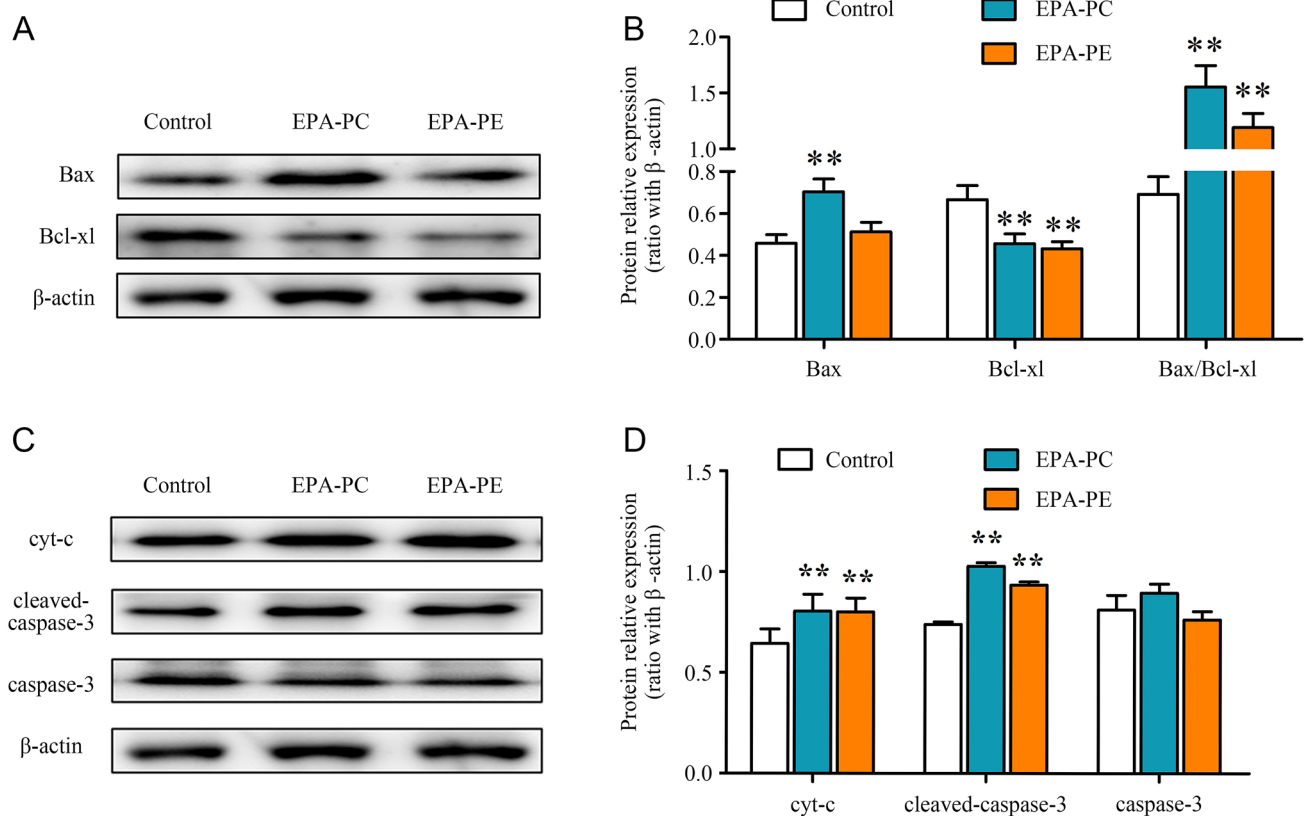 A
Control EPA-PC EPA-PE
Bax
Bcl-xl
β-actin
B
Control
EPA-PC
EPA-PE
Protein relative expression
(ratio with β -actin)
2.0
1.5
1.0
0.8
0.6
0.4
0.2
0.0
**
** **
** **
Bax Bcl-xl Bax/Bcl-xl
C
Control EPA-PC EPA-PE
cyt-c
cleaved-
caspase-3
caspase-3
β-actin
D
Control
EPA-PC
EPA-PE
Protein relative expression
(ratio with β -actin)
1.5
1.0
0.5
0.0
** **
** **
cyt-c cleaved-caspase-3 caspase-3